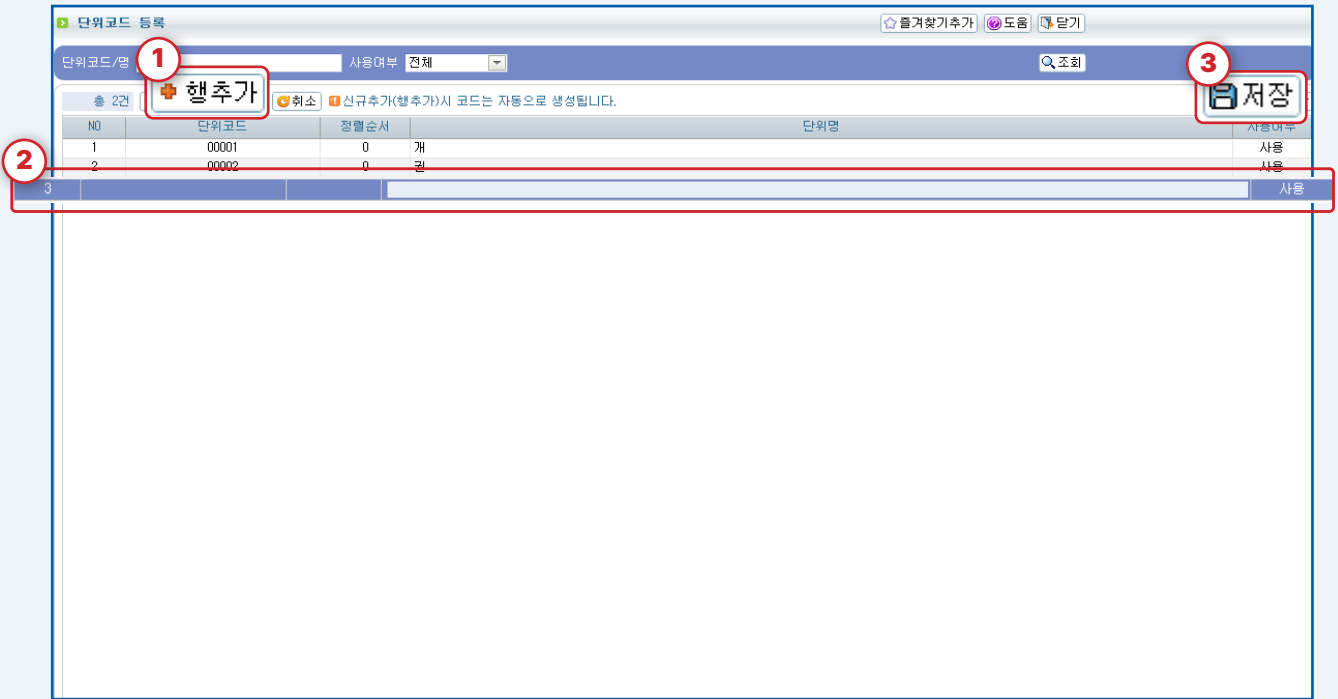 단위코드 등록 즐겨찾기추가 도움 닫기
단위코드/명 1 사용여부 전체 조회 3
총 2건 행추가 취소 신규추가(행추가)시 코드는 자동으로 생성됩니다. 저장
NO 단위코드 정렬순서 단위명 사용여부
1 00001 0 개 사용
2
2 00002 0 권 사용
3 사용